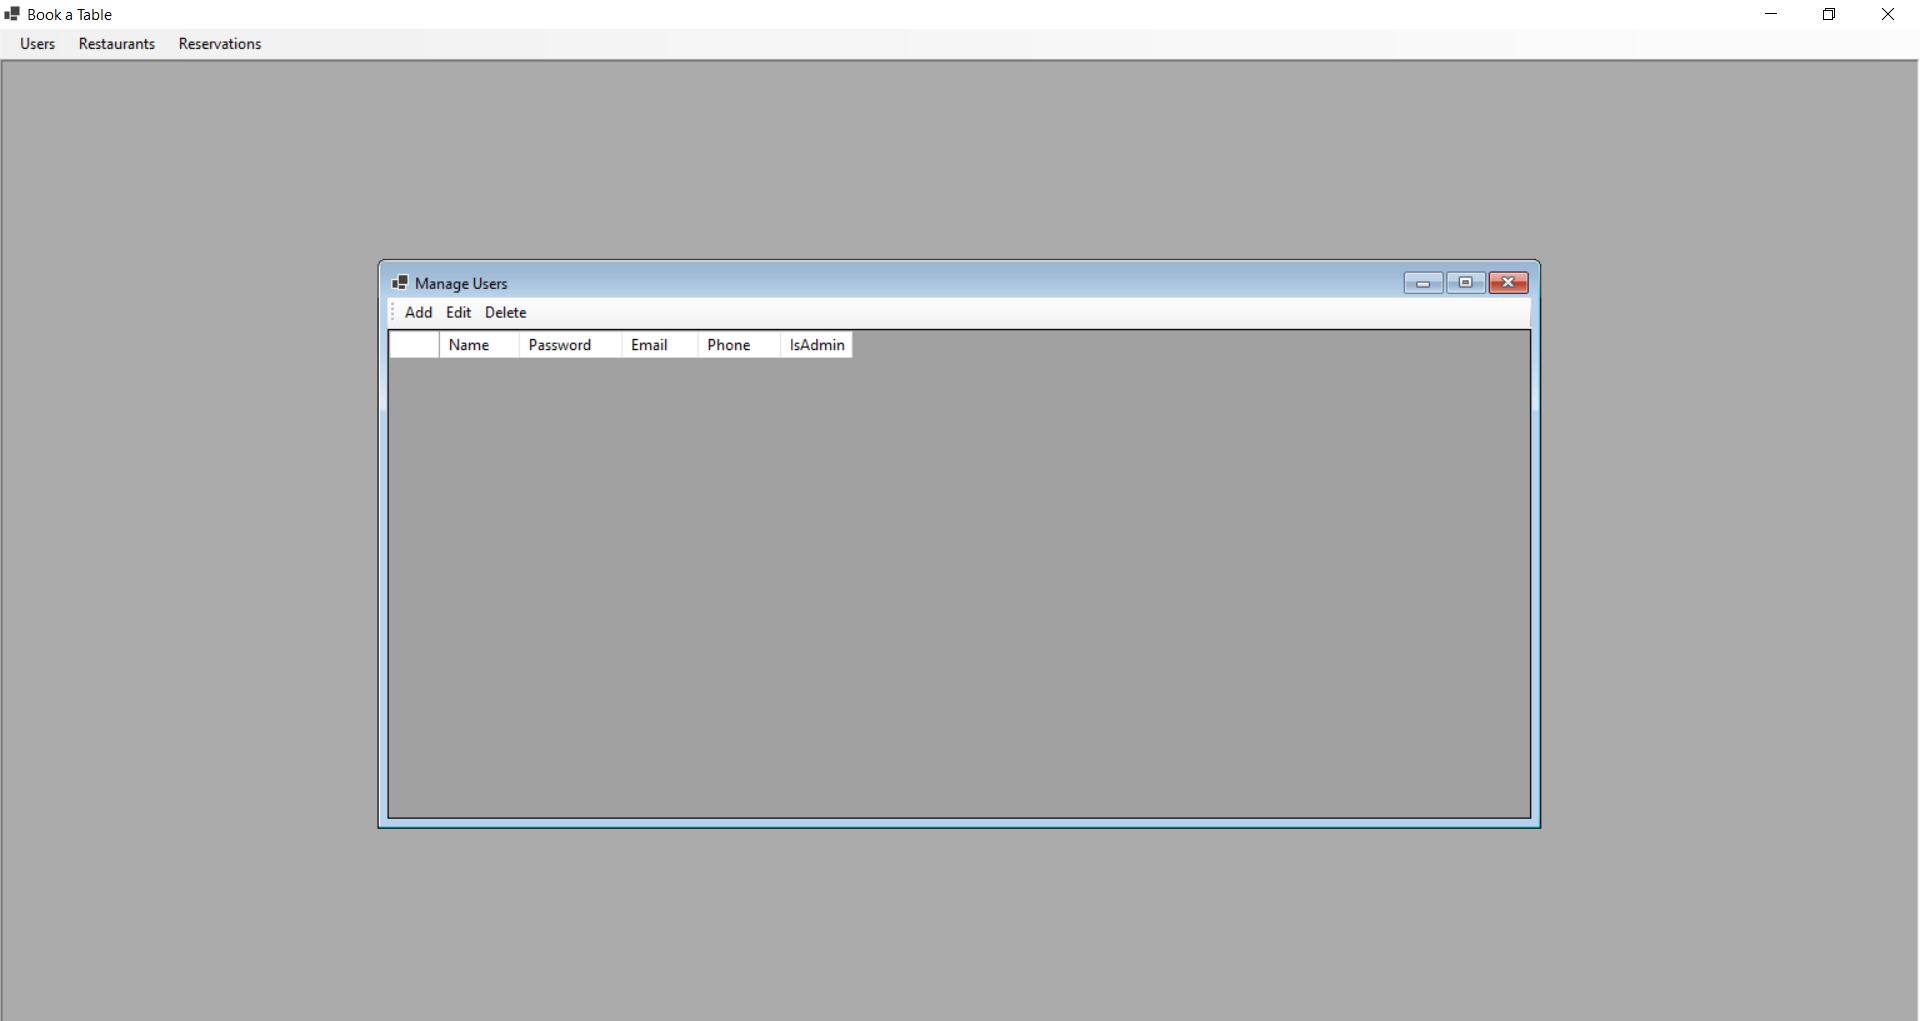 Book a Table
Users Restaurants Reservations
Manage Users
Add Edit Delete
Name Password Email Phone IsAdmin